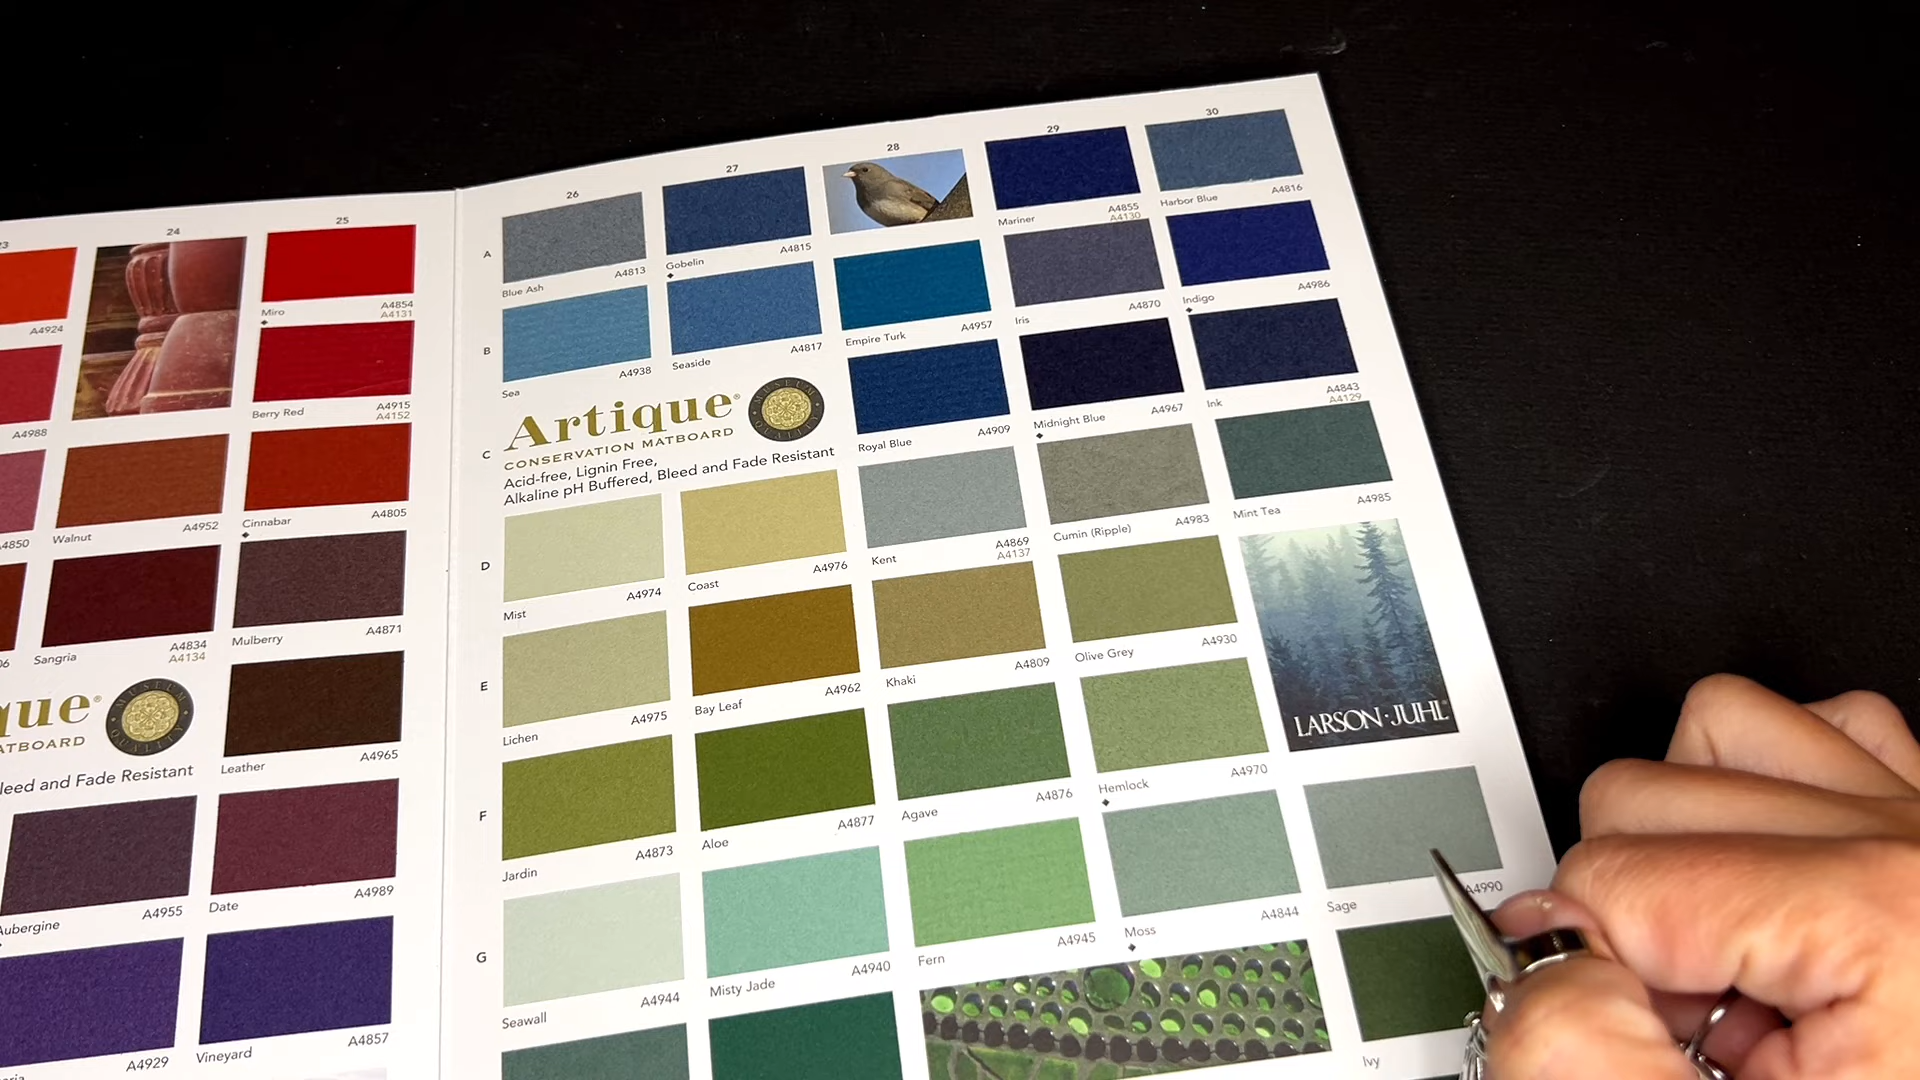 24
25
A4924
Miro
A4854
A4131
A4988
Berry Red
A4915
A4152
A4850
Walnut
A4952
Cinnabar
A4805
Sangria
A4834
A4134
Mulberry
A4871
ATBOARD
MUSEUM QUALITY
Leather
A4965
leed and Fade Resistant
Aubergine
A4955
Date
A4989
A4929
Vineyard
A4857
26
27
28
29
30
A
Blue Ash
A4813
Gobelin
A4815
Mariner
A4855
A4130
Harbor Blue
A4816
B
Sea
A4938
Seaside
A4817
Empire Turk
A4957
Iris
A4870
Indigo
A4986
C
Artique®
CONSERVATION MATBOARD
MUSEUM QUALITY
Acid-free, Lignin Free,
Alkaline pH Buffered, Bleed and Fade Resistant
Royal Blue
A4909
Midnight Blue
A4967
Ink
A4843
A4129
D
Mist
A4974
Coast
A4976
Kent
A4869
A4137
Cumin (Ripple)
A4983
Mint Tea
A4985
E
Lichen
A4975
Bay Leaf
A4962
Khaki
A4809
Olive Grey
A4930
LARSON·JUHL
F
Jardin
A4873
Aloe
A4877
Agave
A4876
Hemlock
A4970
G
Seawall
A4944
Misty Jade
A4940
Fern
A4945
Moss
A4844
Sage
A4990
Ivy